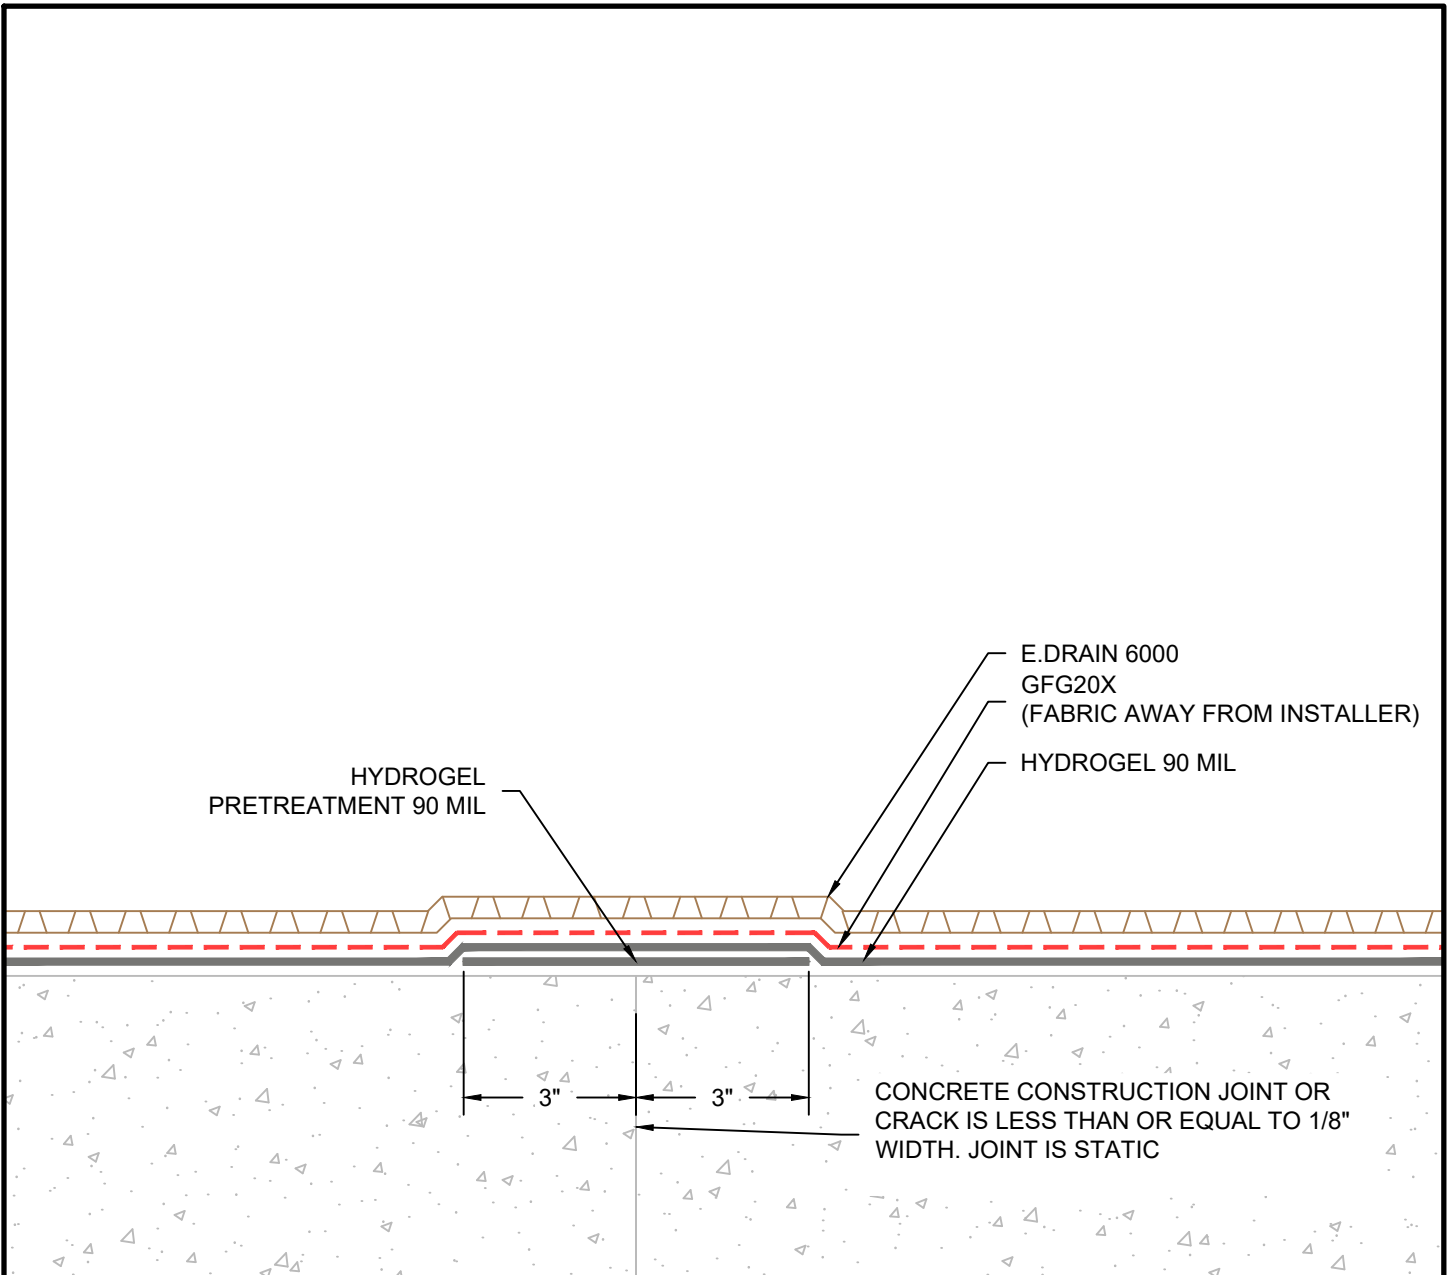 E.DRAIN 6000
GFG20X
(FABRIC AWAY FROM INSTALLER)
HYDROGEL 90 MIL
HYDROGEL
PRETREATMENT 90 MIL
3"
3"
CONCRETE CONSTRUCTION JOINT OR
CRACK IS LESS THAN OR EQUAL TO 1/8"
WIDTH. JOINT IS STATIC